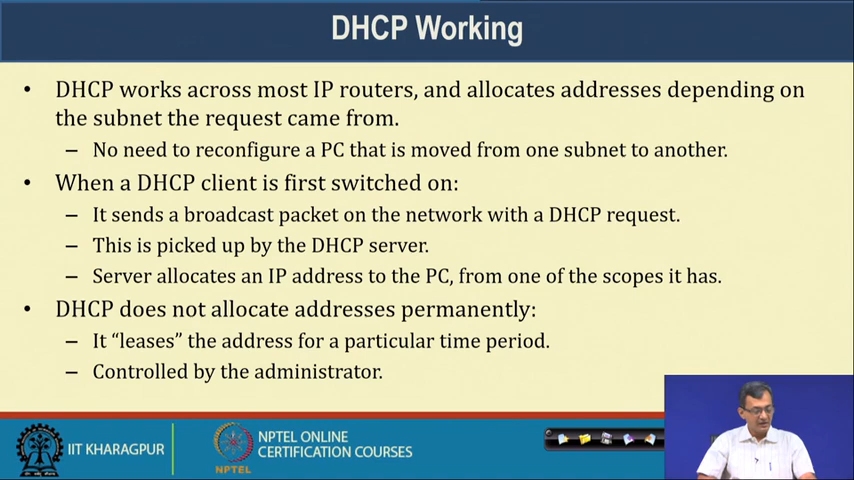 DHCP Working
• DHCP works across most IP routers, and allocates addresses depending on
the subnet the request came from.
– No need to reconfigure a PC that is moved from one subnet to another.
• When a DHCP client is first switched on:
– It sends a broadcast packet on the network with a DHCP request.
– This is picked up by the DHCP server.
– Server allocates an IP address to the PC, from one of the scopes it has.
• DHCP does not allocate addresses permanently:
– It “leases” the address for a particular time period.
– Controlled by the administrator.
IIT KHARAGPUR
NPTEL
NPTEL ONLINE
CERTIFICATION COURSES